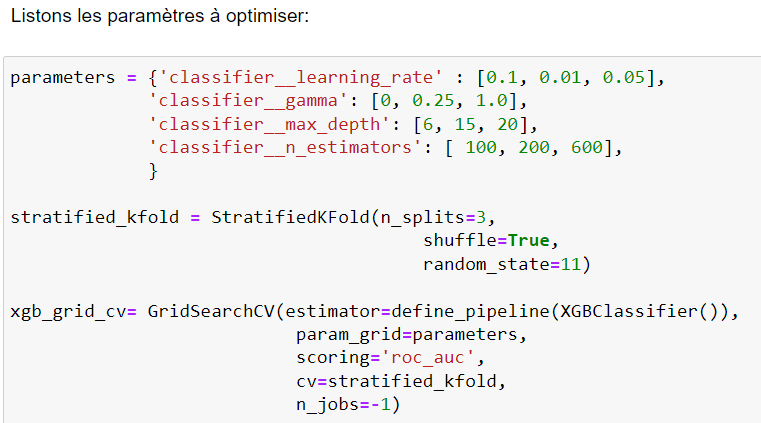 Listons les paramètres à optimiser:
parameters = {'classifier__learning_rate' : [0.1, 0.01, 0.05],
'classifier__gamma': [0, 0.25, 1.0],
'classifier__max_depth': [6, 15, 20],
'classifier__n_estimators': [ 100, 200, 600],
}
stratified_kfold = StratifiedKFold(n_splits=3,
shuffle=True,
random_state=11)
xgb_grid_cv= GridSearchCV(estimator=define_pipeline(XGBClassifier()),
param_grid=parameters,
scoring='roc_auc',
cv=stratified_kfold,
n_jobs=-1)